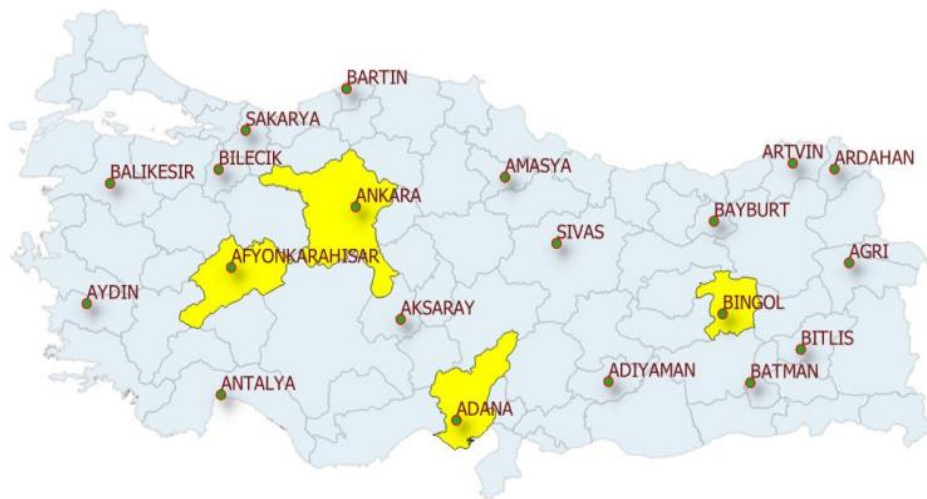 BARTIN
SAKARYA
BALIKESIR
BILECIK
AMASYA
ARTVIN
ARDAHAN
ANKARA
BAYBURT
SIVAS
AFYONKARAHISAR
AGRI
AYDIN
AKSARAY
BINGOL
BITLIS
ANTALYA
ADIYAMAN
BATMAN
ADANA